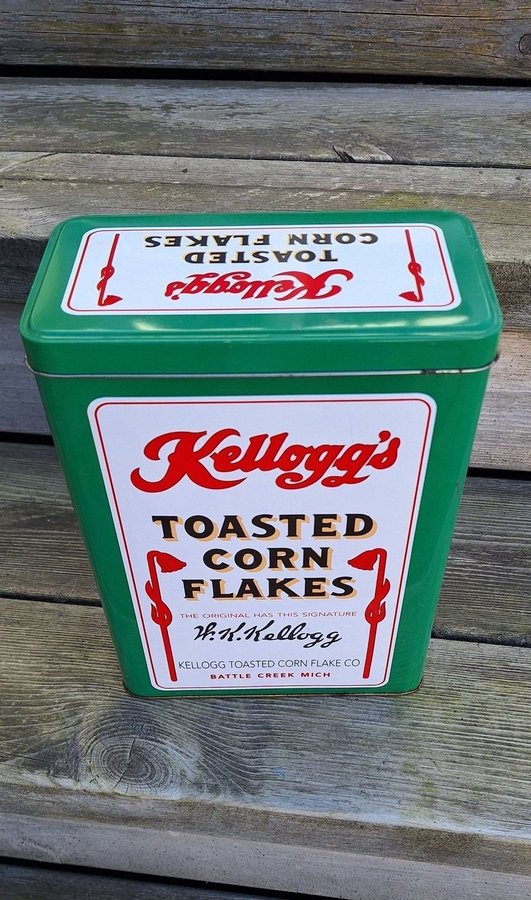 TOASTED
CORN FLAKES
Kellogg's
Kellogg's
TOASTED
CORN
FLAKES
THE ORIGINAL HAS THIS SIGNATURE
W.K.Kellogg
KELLOGG TOASTED CORN FLAKE CO
BATTLE CREEK MICH